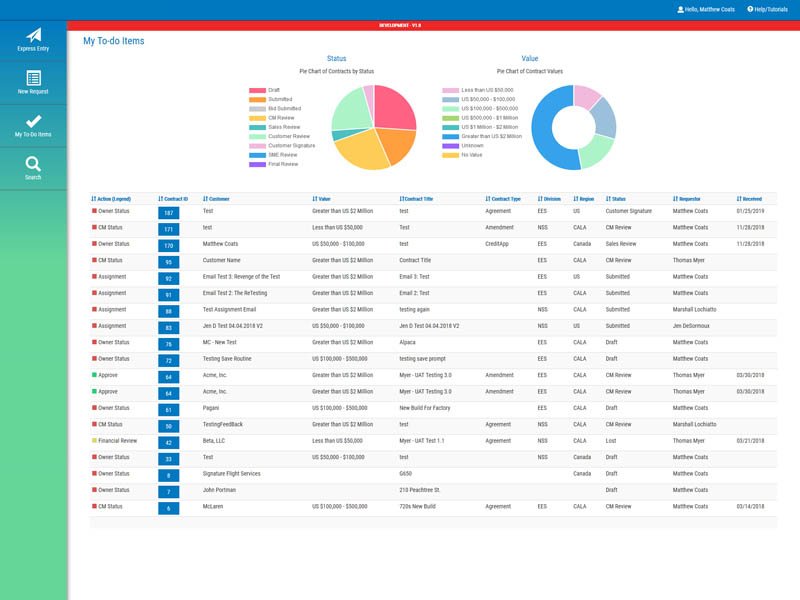 Hello, Matthew Coats Help/Tutorials
DEVELOPMENT - V1.0
Express Entry
New Request
My To-Do Items
Search
My To-do Items
Status
Pie Chart of Contracts by Status
Draft
Submitted
Bid Submitted
CM Review
Sales Review
Customer Review
Customer Signature
SME Review
Final Review
Value
Pie Chart of Contract Values
Less than US $50,000
US $50,000 - $100,000
US $100,000 - $500,000
US $500,000 - $1 Million
US $1 Million - $2 Million
Greater than US $2 Million
Unknown
No Value
Action (Legend) Contract ID Customer Value Contract Title Contract Type Division Region Status Requestor Received
Owner Status 187 Test Greater than US $2 Million test Agreement EES US Customer Signature Matthew Coats 01/25/2019
CM Status 171 test Less than US $50,000 Test Amendment NSS CALA CM Review Matthew Coats 11/28/2018
Owner Status 170 Matthew Coats US $50,000 - $100,000 test CreditApp EES Canada Sales Review Matthew Coats 11/28/2018
CM Status 95 Customer Name Greater than US $2 Million Contract Title EES CALA CM Review Thomas Myer
Assignment 92 Email Test 3: Revenge of the Test Greater than US $2 Million Email 3: Test EES US Submitted Matthew Coats
Assignment 91 Email Test 2: The ReTesting Greater than US $2 Million Email 2: Test EES CALA Submitted Matthew Coats
Assignment 88 Test Assignment Email Greater than US $2 Million testing again NSS CALA Submitted Marshall Lochiatto
Assignment 83 Jen D Test 04.04.2018 V2 US $50,000 - $100,000 Jen D Test 04.04.2018 V2 NSS US Submitted Jen DeSormoux
Owner Status 76 MC - New Test Greater than US $2 Million Alpaca EES CALA Draft Matthew Coats
Owner Status 72 Testing Save Routine US $100,000 - $500,000 testing save prompt EES CALA Draft Matthew Coats
Approve 64 Acme, Inc. Greater than US $2 Million Myer - UAT Testing 3.0 Amendment EES CALA CM Review Thomas Myer 03/30/2018
Approve 64 Acme, Inc. Greater than US $2 Million Myer - UAT Testing 3.0 Amendment EES CALA CM Review Thomas Myer 03/30/2018
Owner Status 61 Pagani US $100,000 - $500,000 New Build For Factory EES CALA Draft Matthew Coats
CM Status 50 TestingFeedBack Greater than US $2 Million test Agreement NSS CALA CM Review Marshall Lochiatto
Financial Review 42 Beta, LLC Less than US $50,000 Myer - UAT Test 1.1 Agreement NSS CALA Lost Thomas Myer 03/21/2018
Owner Status 33 Test US $50,000 - $100,000 test NSS Canada Draft Matthew Coats
Owner Status 8 Signature Flight Services G650 Canada Draft Matthew Coats
Owner Status 7 John Portman 210 Peachtree St. Draft Matthew Coats
CM Status 6 McLaren US $100,000 - $500,000 720s New Build Agreement EES CALA CM Review Matthew Coats 03/14/2018